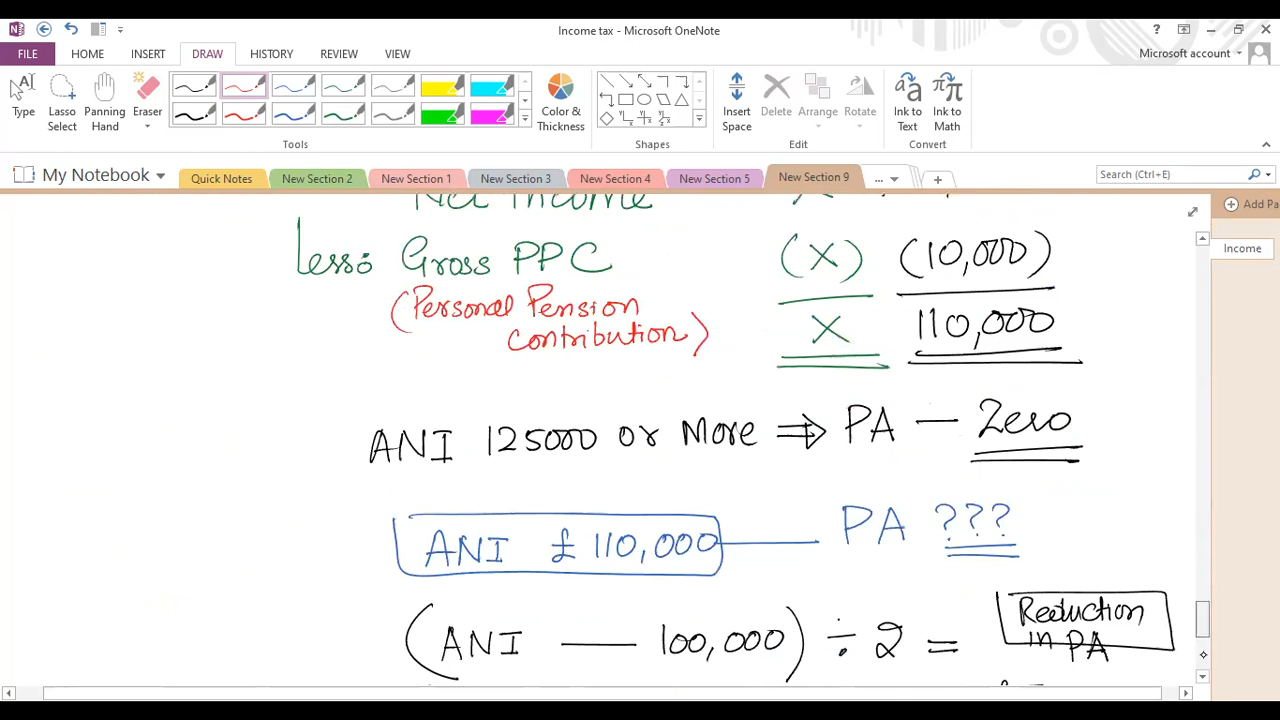 Income tax - Microsoft OneNote
FILE HOME INSERT DRAW HISTORY REVIEW VIEW Microsoft account
Type
Lasso Select
Panning Hand
Eraser
Color & Thickness
Insert Space
Delete
Arrange
Rotate
Ink to Text
Ink to Math
Tools Shapes Edit Convert
My Notebook Quick Notes New Section 2 New Section 1 New Section 3 New Section 4 New Section 5 New Section 9 ... + Search (Ctrl+E)
Add Pa
Income
Net Income X
Less: Gross PPC (X) (10,000)
(Personal Pension contribution) X 110,000
ANI 125000 or More ⇒ PA — Zero
ANI £ 110,000 — PA ???
(ANI — 100,000) ÷ 2 = Reduction in PA